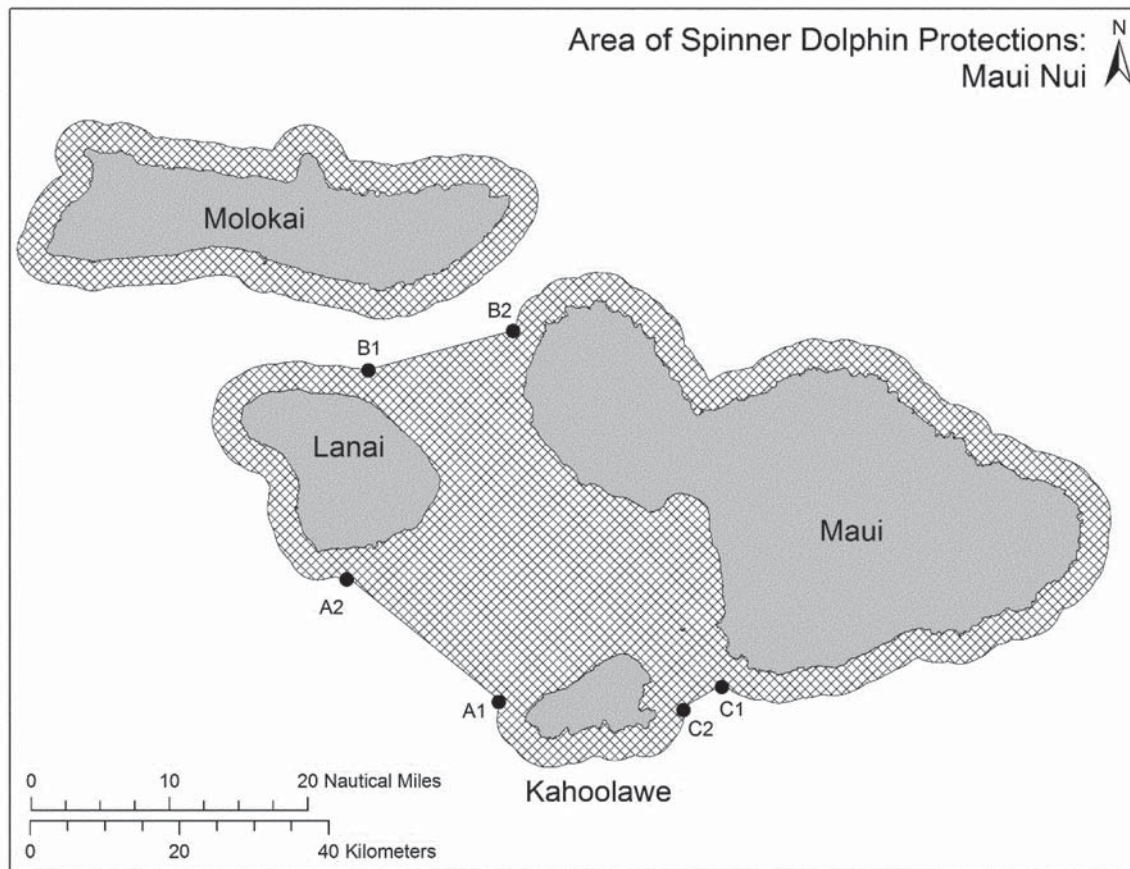 Area of Spinner Dolphin Protections:
Maui Nui
N
Molokai
B2
B1
Lanai
Maui
A2
A1
C2
C1
Kahoolawe
0 10 20 Nautical Miles
0 20 40 Kilometers